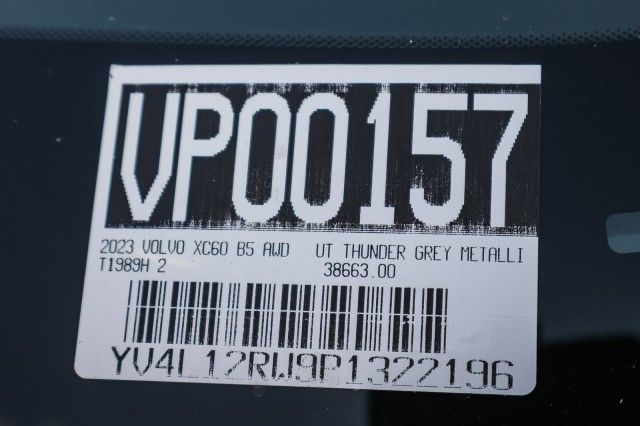 VP00157
2023 VOLVO XC60 B5 AWD UT THUNDER GREY METALLI
T1989H 2 38663.00
YV4L12RW9P1322196